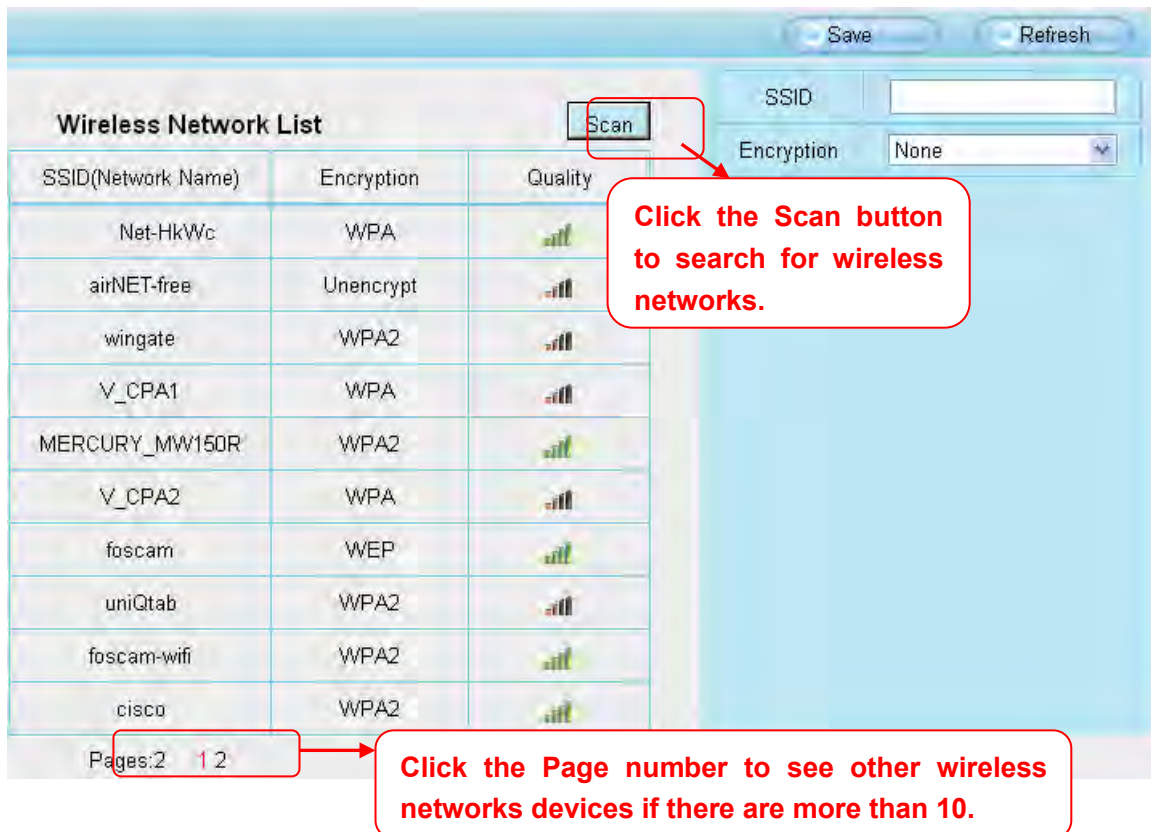 Save Refresh
SSID
Wireless Network List Scan
Encryption None
SSID(Network Name) Encryption Quality
Click the Scan button
to search for wireless
networks.
Net-HkWc WPA
airNET-free Unencrypt
wingate WPA2
V_CPA1 WPA
MERCURY_MW150R WPA2
V_CPA2 WPA
foscam WEP
uniQtab WPA2
foscam-wifi WPA2
cisco WPA2
Pages:2 1 2
Click the Page number to see other wireless
networks devices if there are more than 10.